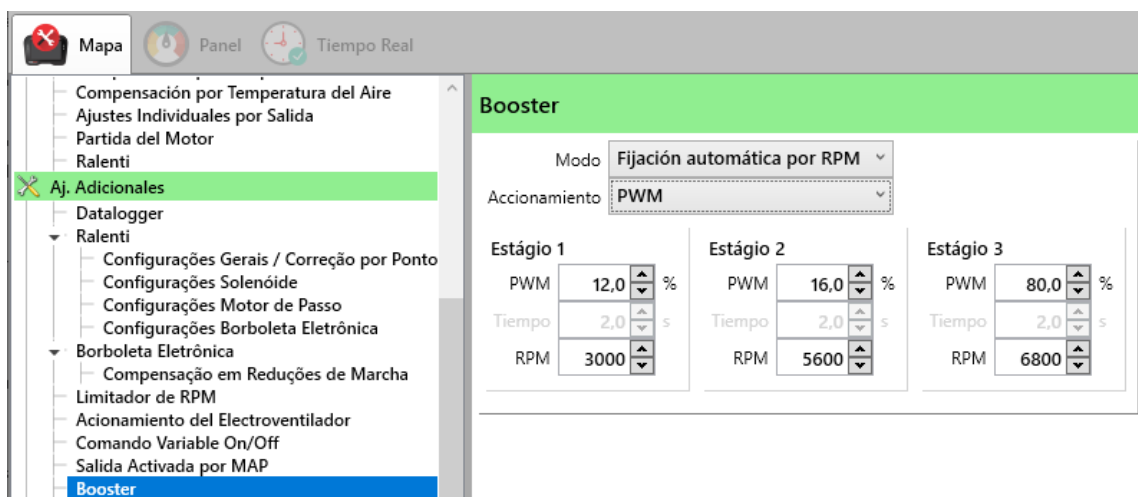 Mapa
Panel
Tiempo Real
Compensación por Temperatura del Aire
Ajustes Individuales por Salida
Partida del Motor
Ralenti
Aj. Adicionales
Datalogger
Ralenti
Configurações Gerais / Correção por Ponto
Configurações Solenóide
Configurações Motor de Passo
Configurações Borboleta Eletrônica
Borboleta Eletrônica
Compensação em Reduções de Marcha
Limitador de RPM
Acionamento del Electroventilador
Comando Variable On/Off
Salida Activada por MAP
Booster
Booster
Modo Fijación automática por RPM
Accionamiento PWM
Estágio 1 Estágio 2 Estágio 3
PWM 12,0 % PWM 16,0 % PWM 80,0 %
Tiempo 2,0 s Tiempo 2,0 s Tiempo 2,0 s
RPM 3000 RPM 5600 RPM 6800